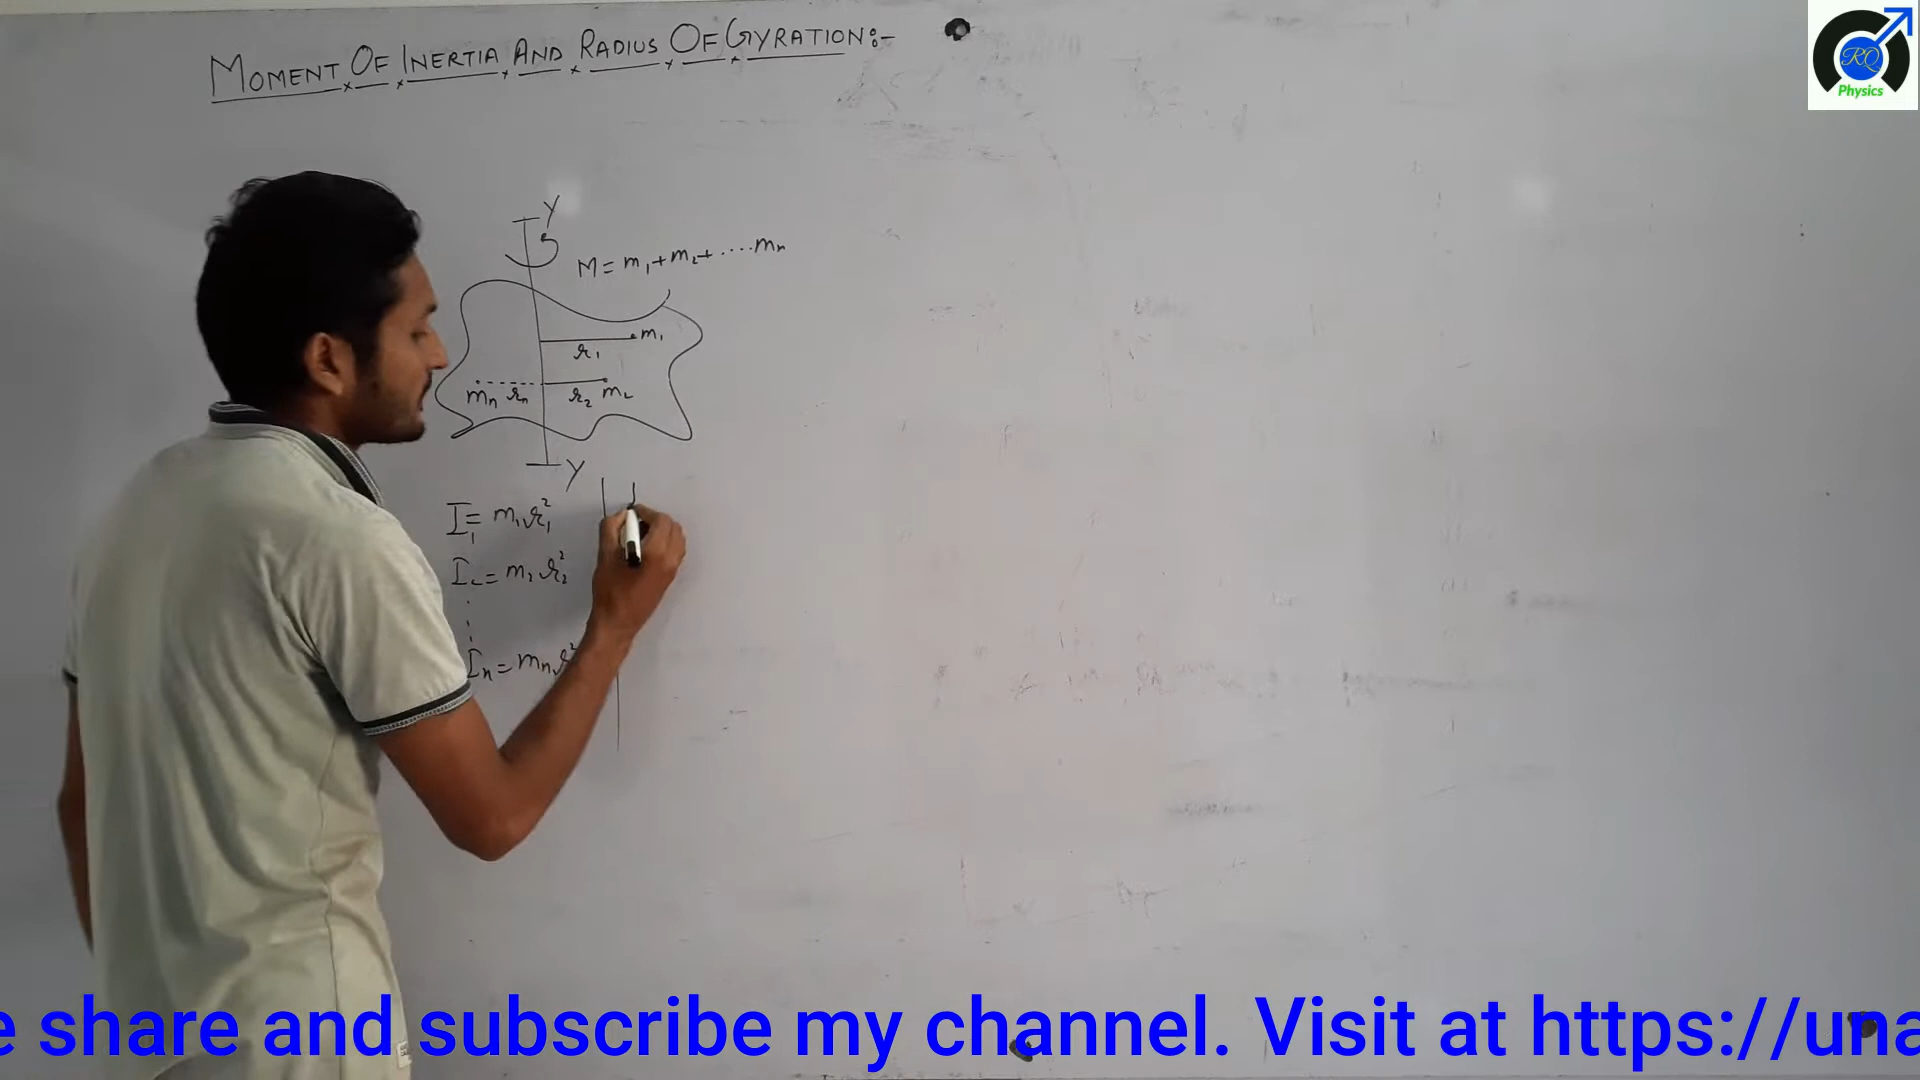 MOMENT OF INERTIA AND RADIUS OF GYRATION:-
RQ
Physics
Y
M = m₁ + m₂ + ....mₙ
m₁
r₁
mₙ rₙ r₂ m₂
Y
I₁ = m₁r₁²
I₂ = m₂r₂²
Iₙ = mₙr²
e share and subscribe my channel. Visit at https://una